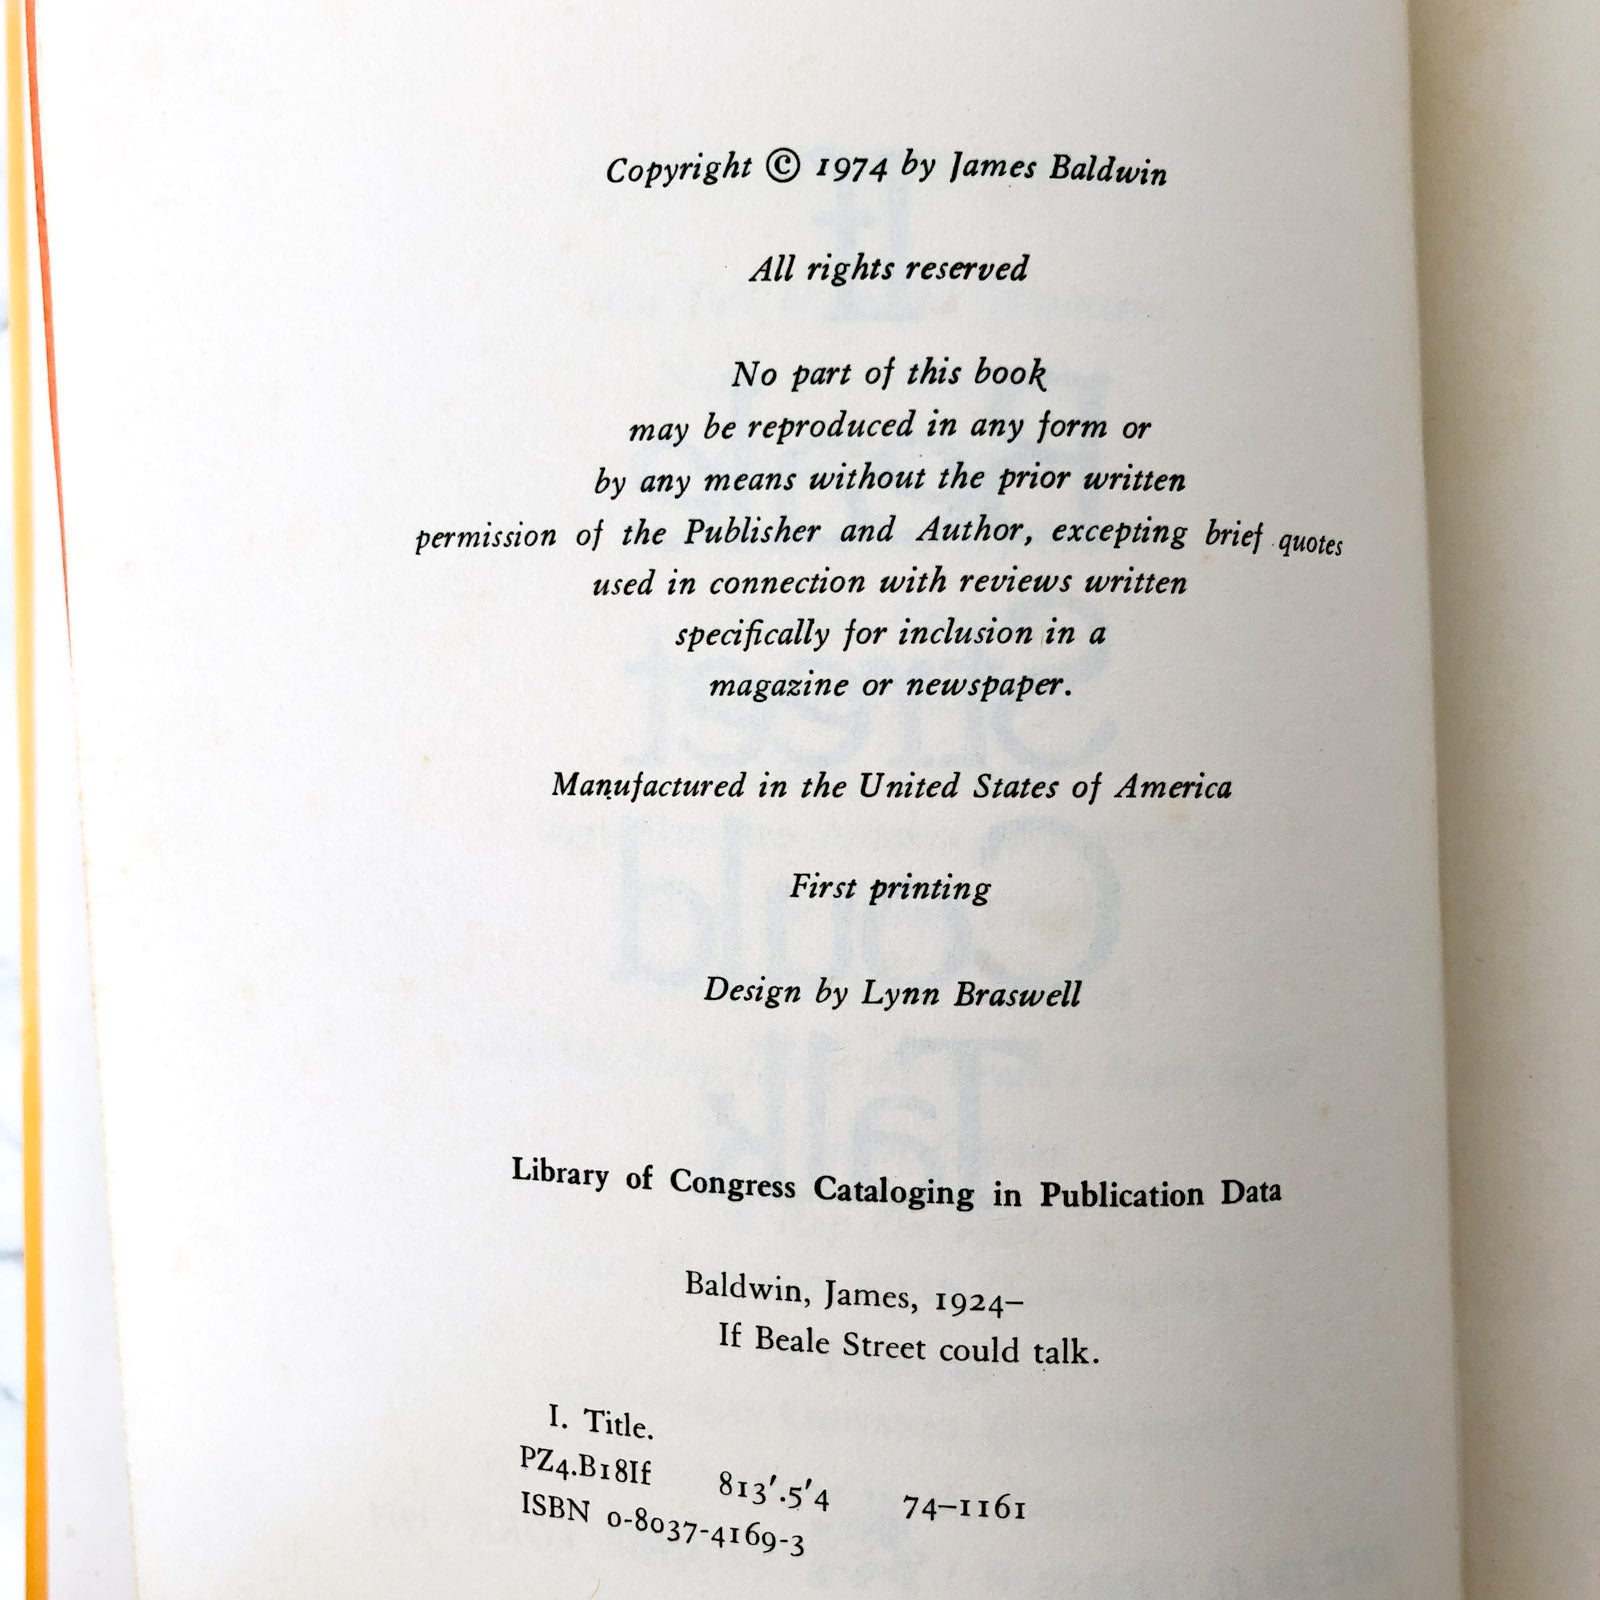 Copyright © 1974 by James Baldwin
All rights reserved
No part of this book
may be reproduced in any form or
by any means without the prior written
permission of the Publisher and Author, excepting brief quotes
used in connection with reviews written
specifically for inclusion in a
magazine or newspaper.
Manufactured in the United States of America
First printing
Design by Lynn Braswell
Library of Congress Cataloging in Publication Data
Baldwin, James, 1924–
If Beale Street could talk.
I. Title.
PZ4.B18If 813'.5'4 74–1161
ISBN 0-8037-4169-3